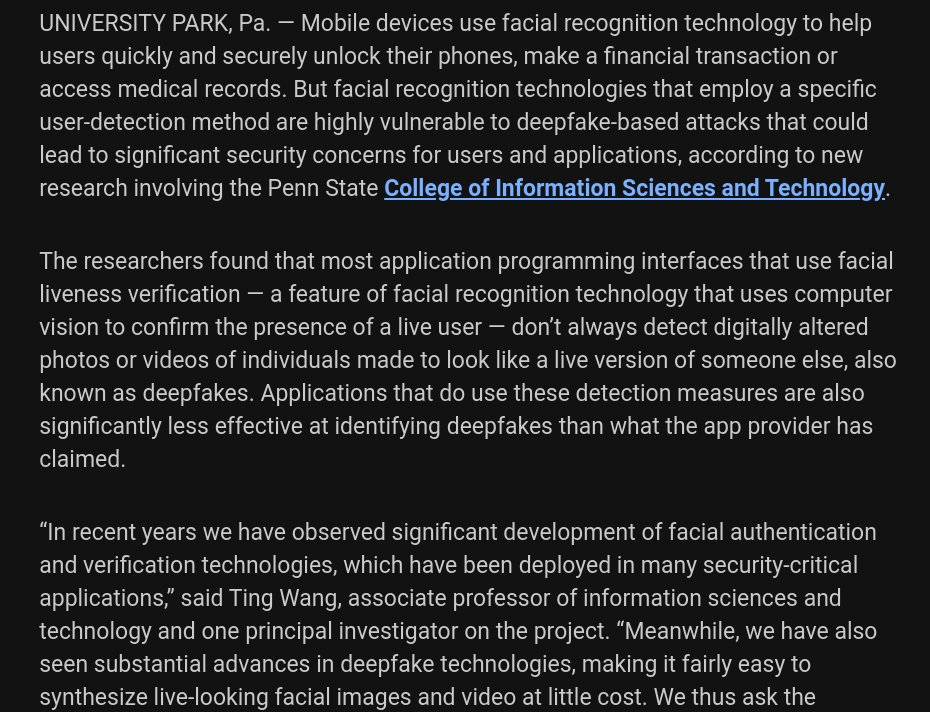 UNIVERSITY PARK, Pa. — Mobile devices use facial recognition technology to help
users quickly and securely unlock their phones, make a financial transaction or
access medical records. But facial recognition technologies that employ a specific
user-detection method are highly vulnerable to deepfake-based attacks that could
lead to significant security concerns for users and applications, according to new
research involving the Penn State College of Information Sciences and Technology.
The researchers found that most application programming interfaces that use facial
liveness verification — a feature of facial recognition technology that uses computer
vision to confirm the presence of a live user — don’t always detect digitally altered
photos or videos of individuals made to look like a live version of someone else, also
known as deepfakes. Applications that do use these detection measures are also
significantly less effective at identifying deepfakes than what the app provider has
claimed.
“In recent years we have observed significant development of facial authentication
and verification technologies, which have been deployed in many security-critical
applications,” said Ting Wang, associate professor of information sciences and
technology and one principal investigator on the project. “Meanwhile, we have also
seen substantial advances in deepfake technologies, making it fairly easy to
synthesize live-looking facial images and video at little cost. We thus ask the